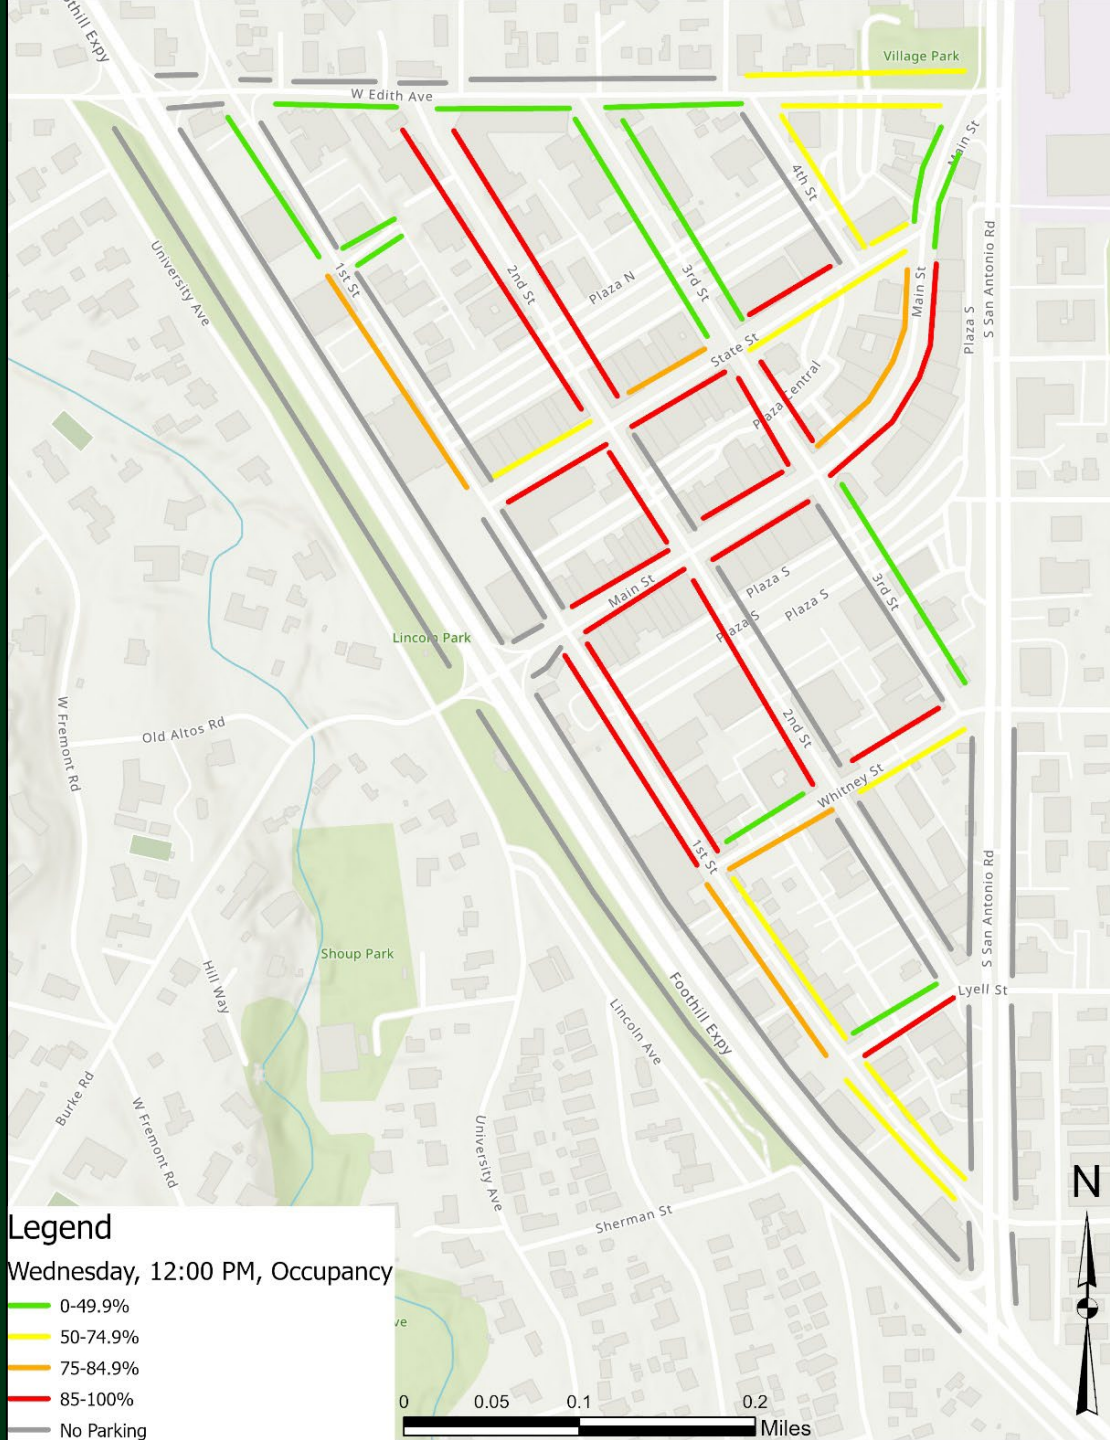 othill Expy
Village Park
W Edith Ave
Main St
4th St
University Ave
1st St
2nd St
Plaza N
3rd St
Main St
S San Antonio Rd
Plaza S
State St
Plaza Central
Main St
Plaza S
Plaza S
Plaza S
3rd St
Lincoln Park
W Fremont Rd
Old Altos Rd
2nd St
Whitney St
1st St
S San Antonio Rd
Shoup Park
Hill Way
Foothill Expy
Lyell St
Lincoln Ave
Burke Rd
W Fremont Rd
University Ave
Sherman St
N
Legend
Wednesday, 12:00 PM, Occupancy
0-49.9%
50-74.9%
75-84.9%
85-100%
No Parking
ve
0 0.05 0.1 0.2
Miles